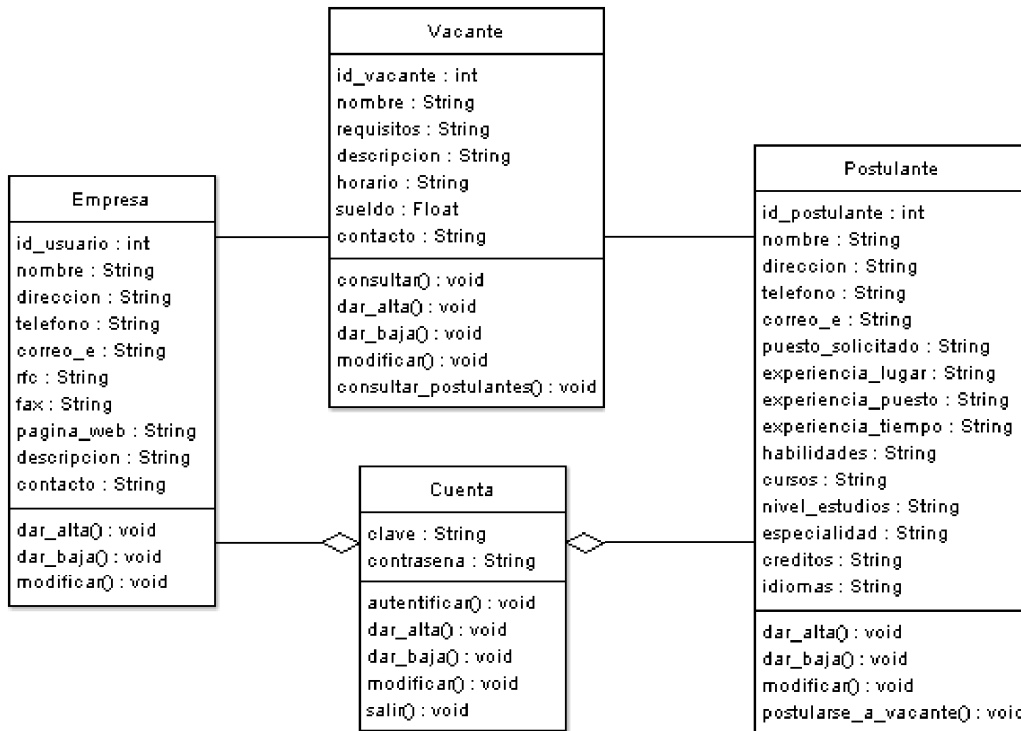 Vacante
id_vacante : int
nombre : String
requisitos : String
descripcion : String
horario : String
sueldo : Float
contacto : String
consultar() : void
dar_alta() : void
dar_baja() : void
modificar() : void
consultar_postulantes() : void
Empresa
id_usuario : int
nombre : String
direccion : String
telefono : String
correo_e : String
rfc : String
fax : String
pagina_web : String
descripcion : String
contacto : String
dar_alta() : void
dar_baja() : void
modificar() : void
Cuenta
clave : String
contrasena : String
autentificar() : void
dar_alta() : void
dar_baja() : void
modificar() : void
salir() : void
Postulante
id_postulante : int
nombre : String
direccion : String
telefono : String
correo_e : String
puesto_solicitado : String
experiencia_lugar : String
experiencia_puesto : String
experiencia_tiempo : String
habilidades : String
cursos : String
nivel_estudios : String
especialidad : String
creditos : String
idiomas : String
dar_alta() : void
dar_baja() : void
modificar() : void
postularse_a_vacante() : void